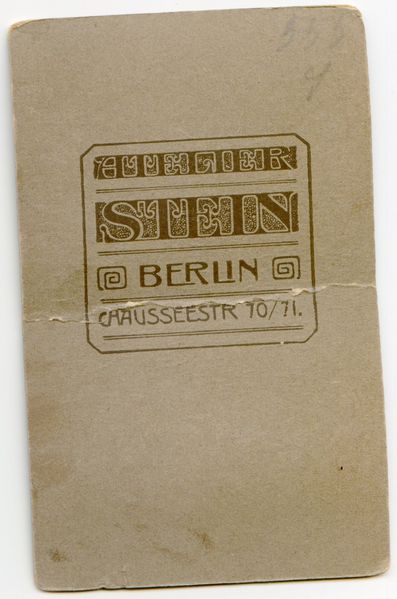 ATELIER
STEIN
BERLIN
CHAUSSEESTR 70/71.